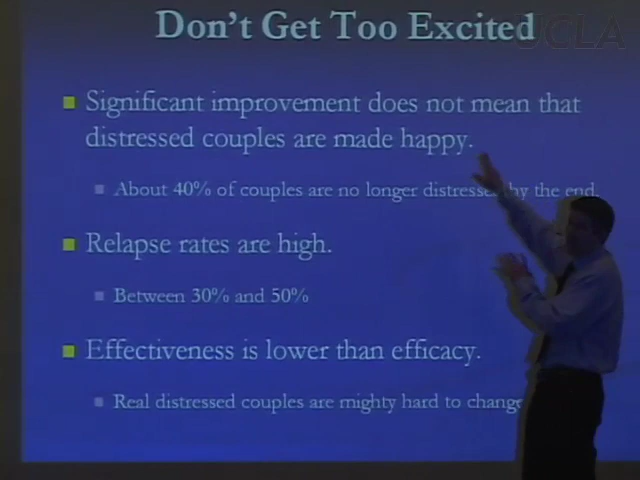 Don't Get Too Excited
UCLA
Significant improvement does not mean that
distressed couples are made happy.
About 40% of couples are no longer distressed by the end.
Relapse rates are high.
Between 30% and 50%
Effectiveness is lower than efficacy.
Real distressed couples are mighty hard to change